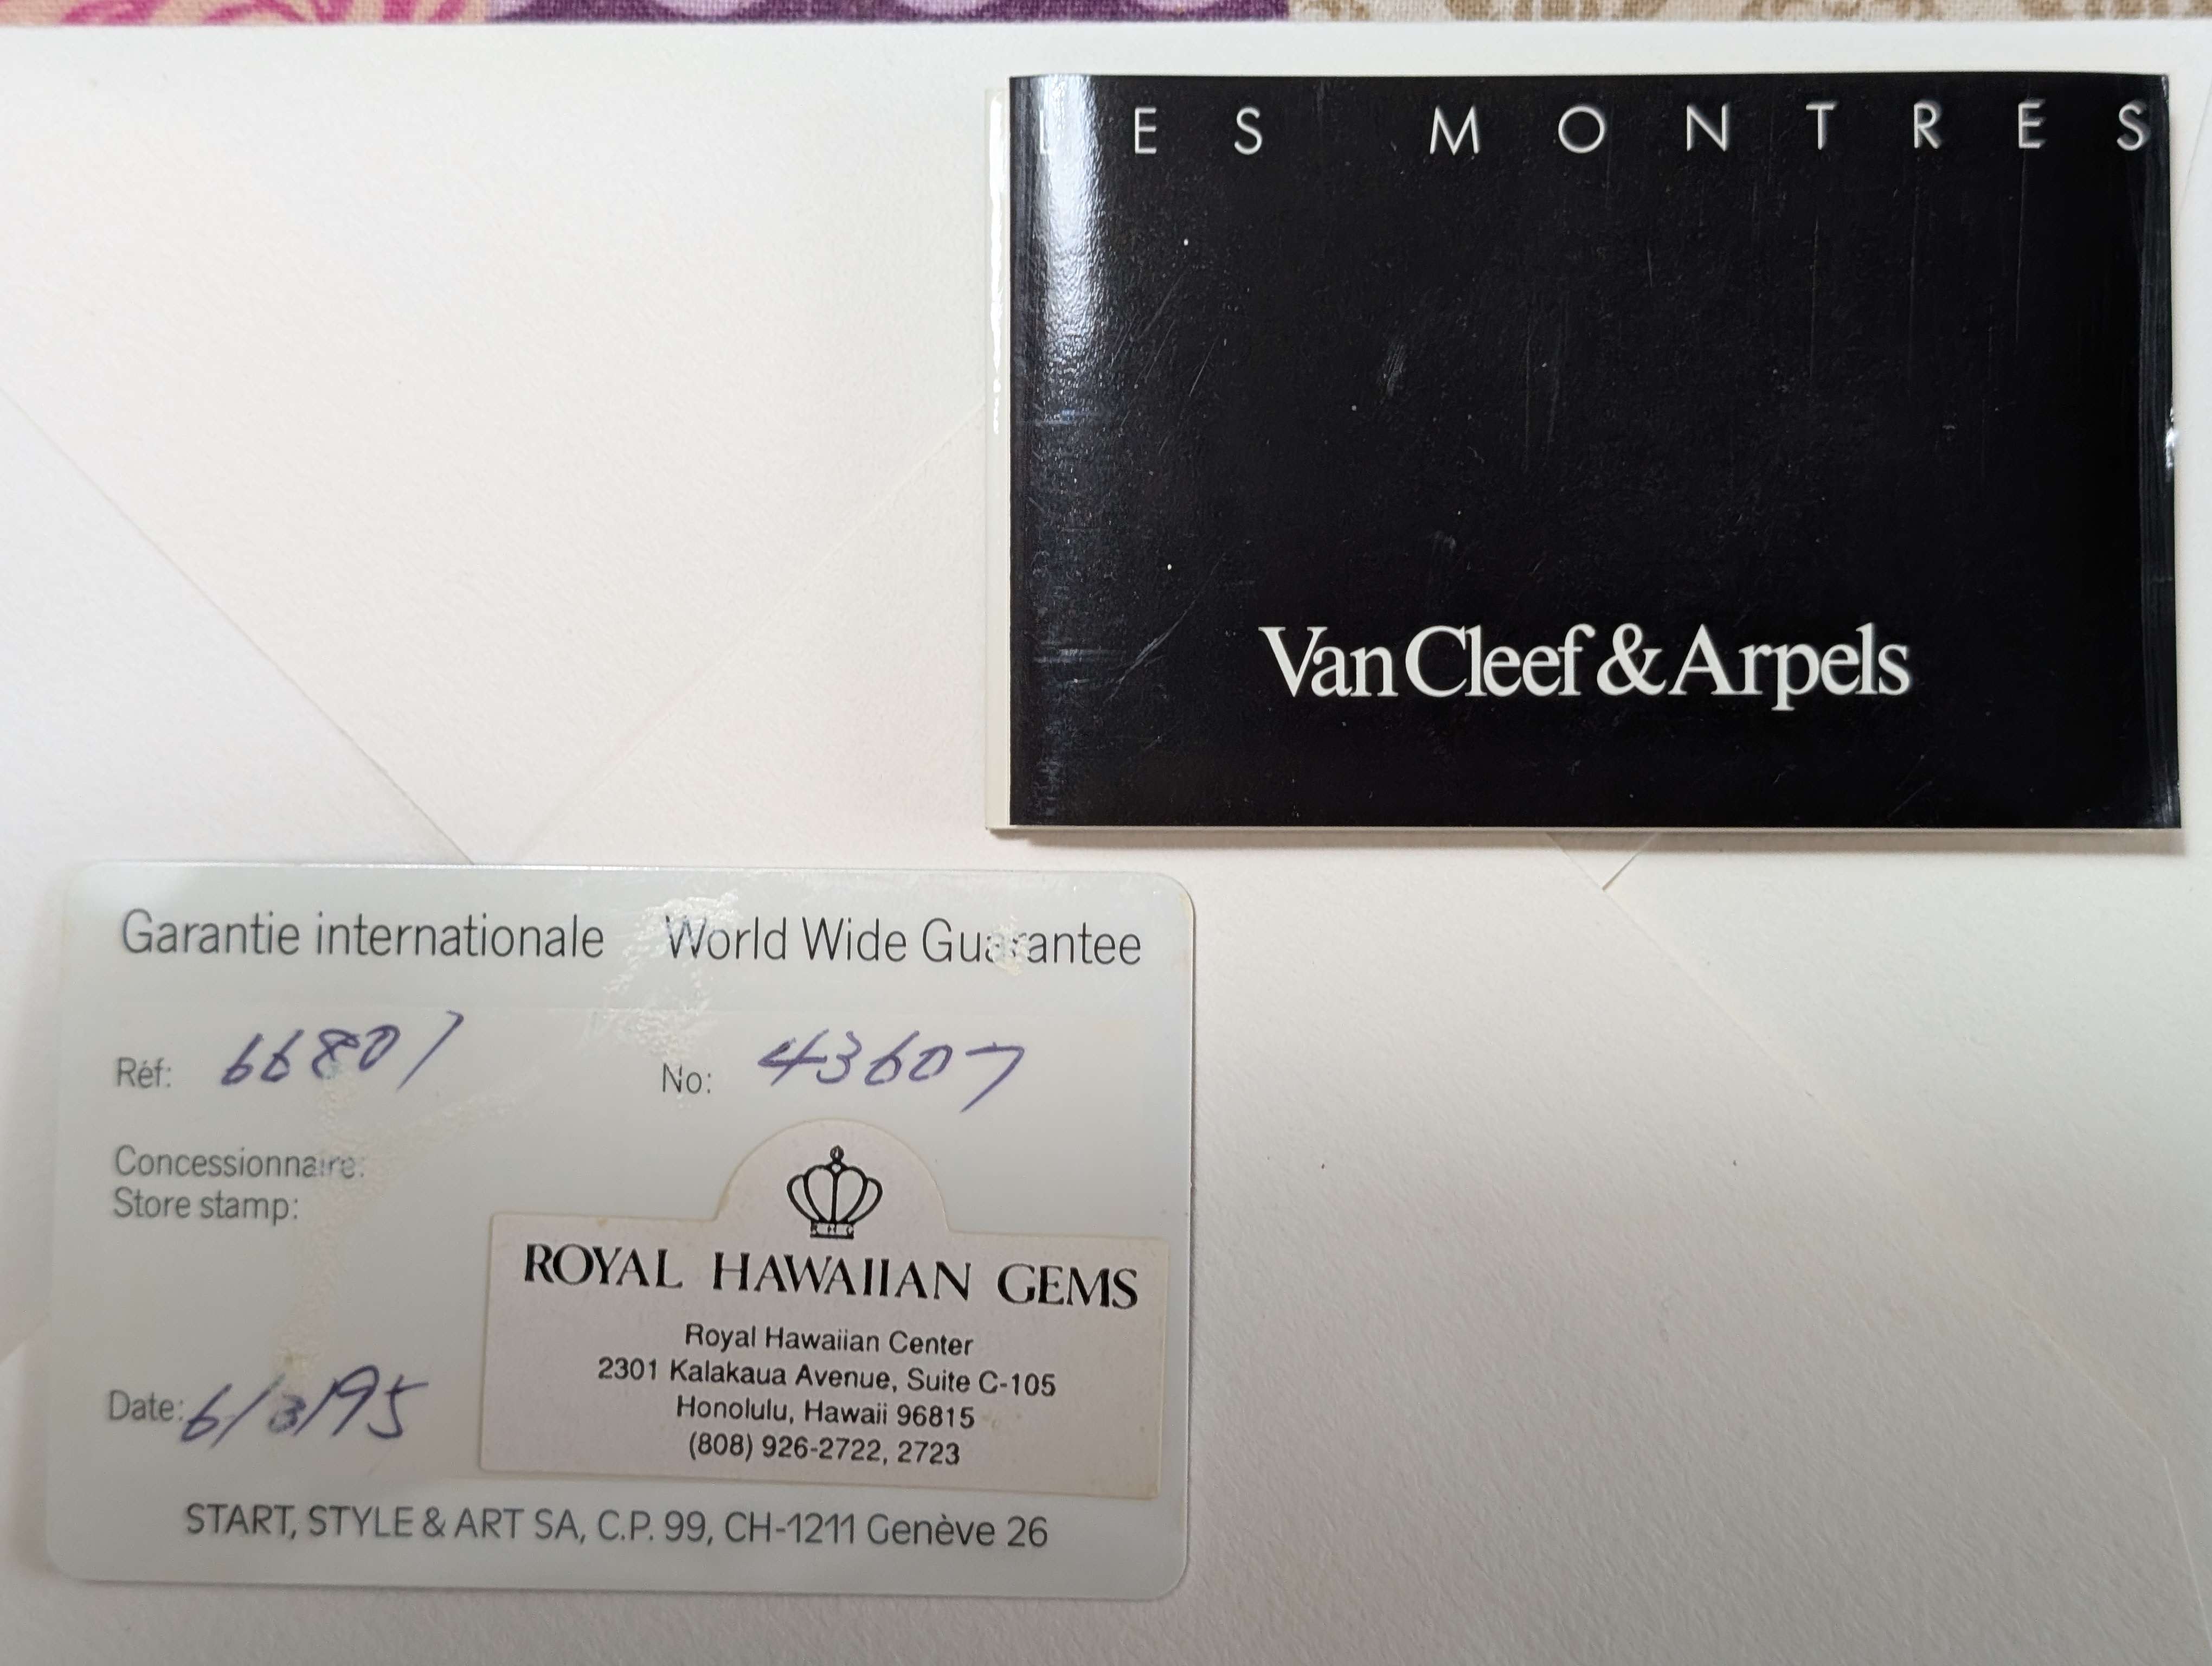 LES MONTRES
Van Cleef & Arpels
Garantie internationale World Wide Guarantee
Réf: 66807 No: 43607
Concessionnaire:
Store stamp:
ROYAL HAWAIIAN GEMS
Royal Hawaiian Center
2301 Kalakaua Avenue, Suite C-105
Honolulu, Hawaii 96815
(808) 926-2722, 2723
Date: 6/3/95
START, STYLE & ART SA, C.P. 99, CH-1211 Genève 26